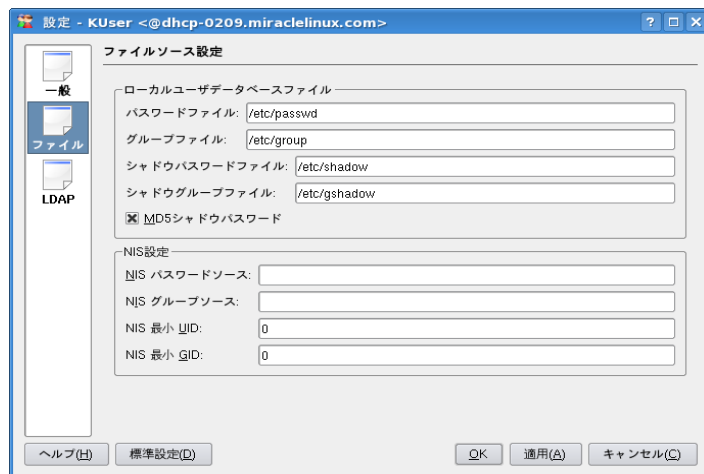 設定 - KUser <@dhcp-0209.miraclelinux.com>
一般
ファイル
LDAP
ファイルソース設定
ローカルユーザデータベースファイル
パスワードファイル: /etc/passwd
グループファイル: /etc/group
シャドウパスワードファイル: /etc/shadow
シャドウグループファイル: /etc/gshadow
MD5シャドウパスワード
NIS設定
NIS パスワードソース:
NIS グループソース:
NIS 最小 UID: 0
NIS 最小 GID: 0
ヘルプ(H) 標準設定(D) OK 適用(A) キャンセル(C)